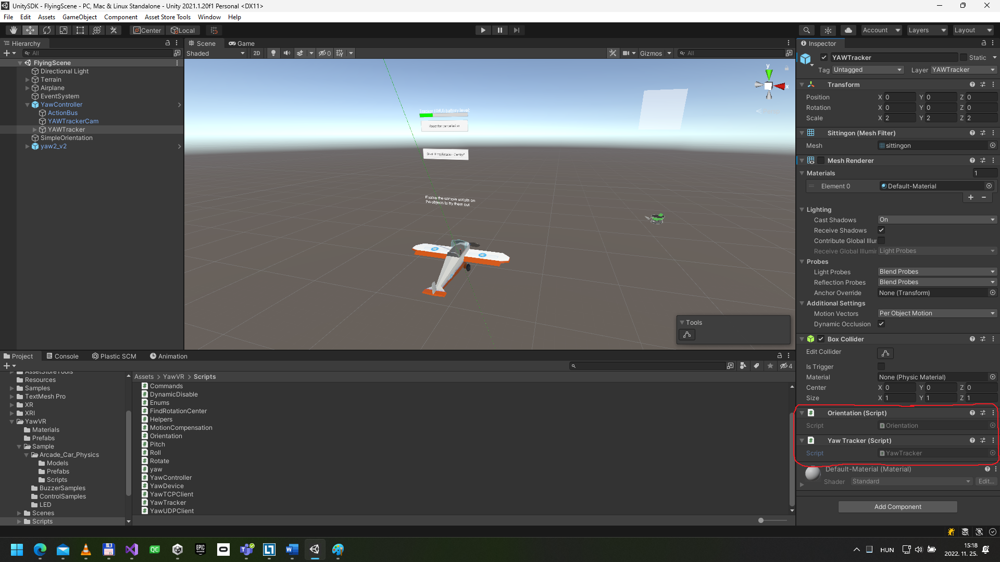 UnitySDK - FlyingScene - PC, Mac & Linux Standalone - Unity 2021.1.20f1 Personal <DX11>
File Edit Assets GameObject Component Asset Store Tools Window Help
Center Local Account Layers Layout
Hierarchy
All
FlyingScene
Directional Light
Terrain
Airplane
EventSystem
YawController
ActionBus
YAWTrackerCam
YAWTracker
SimpleOrientation
yaw2_v2
Scene Game
Shaded 2D 0 Gizmos All
y
x
Tracker (IMU) battery level:
Recenter cancellation
Start "Find Rotation Center"
Enable the sample scripts on
the objects to try them out
Tools
Inspector
YAWTracker Static
Tag Untagged Layer YAWTracker
Transform
Position X 0 Y 0 Z 0
Rotation X 0 Y 0 Z 0
Scale X 2 Y 2 Z 2
Sittingon (Mesh Filter)
Mesh sittingon
Mesh Renderer
Materials 1
Element 0 Default-Material
Lighting
Cast Shadows On
Receive Shadows
Contribute Global Illur
Receive Global Illumir Light Probes
Probes
Light Probes Blend Probes
Reflection Probes Blend Probes
Anchor Override None (Transform)
Additional Settings
Motion Vectors Per Object Motion
Dynamic Occlusion
Box Collider
Edit Collider
Is Trigger
Material None (Physic Material)
Center X 0 Y 0 Z 0
Size X 1 Y 1 Z 1
Orientation (Script)
Script Orientation
Yaw Tracker (Script)
Script YawTracker
Default-Material (Material)
Shader Standard Edit...
Add Component
Project Console Plastic SCM Animation
4
AssetStoreTools
Resources
Samples
TextMesh Pro
XR
XRI
YawVR
Materials
Prefabs
Sample
Arcade_Car_Physics
Models
Prefabs
Scripts
BuzzerSamples
ControlSamples
LED
Scenes
Scripts
Assets > YawVR > Scripts
Commands
DynamicDisable
Enums
FindRotationCenter
Helpers
MotionCompensation
Orientation
Pitch
Roll
Rotate
yaw
YawController
YawDevice
YawTCPClient
YawTracker
YawUDPClient
QC
EPIC
GAMES
HUN
15:18
2022. 11. 25.